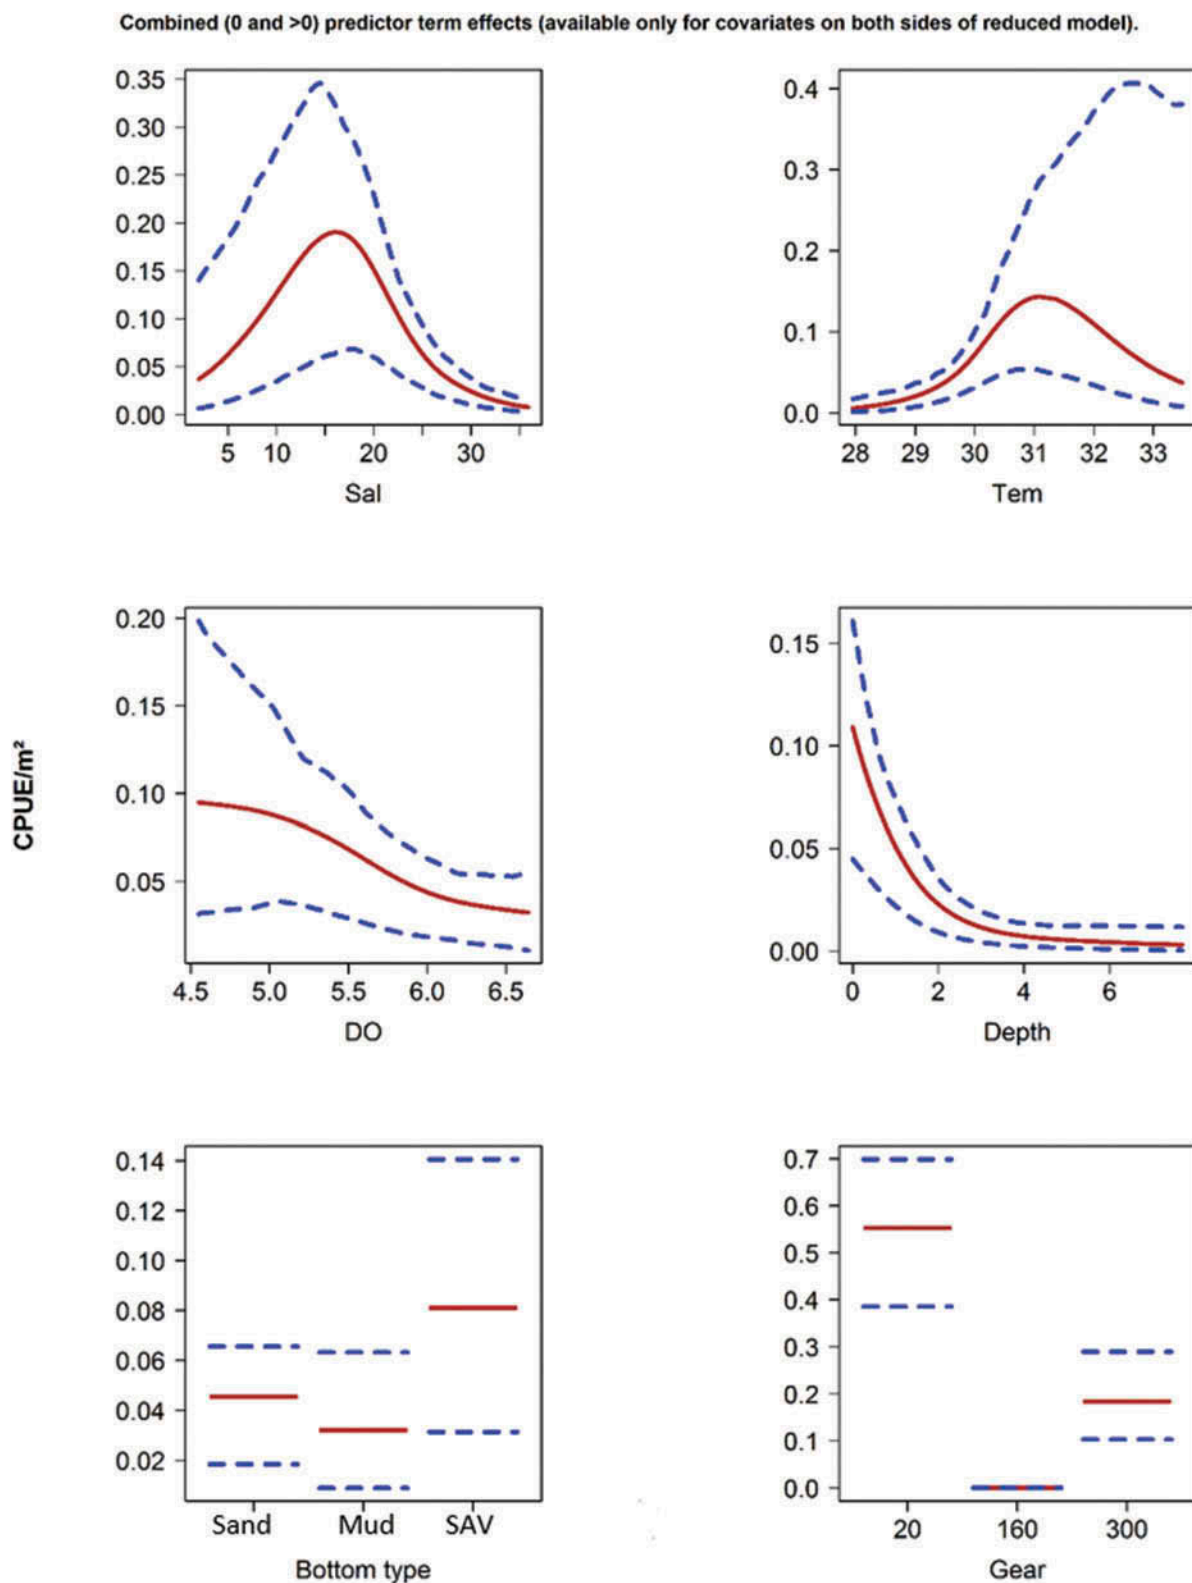 Combined (0 and >0) predictor term effects (available only for covariates on both sides of reduced model).
0.35
0.30
0.25
0.20
0.15
0.10
0.05
0.00
5 10 20 30
Sal
0.4
0.3
0.2
0.1
0.0
28 29 30 31 32 33
Tem
CPUE/m²
0.20
0.15
0.10
0.05
4.5 5.0 5.5 6.0 6.5
DO
0.15
0.10
0.05
0.00
0 2 4 6
Depth
0.14
0.12
0.10
0.08
0.06
0.04
0.02
Sand Mud SAV
Bottom type
0.7
0.6
0.5
0.4
0.3
0.2
0.1
0.0
20 160 300
Gear